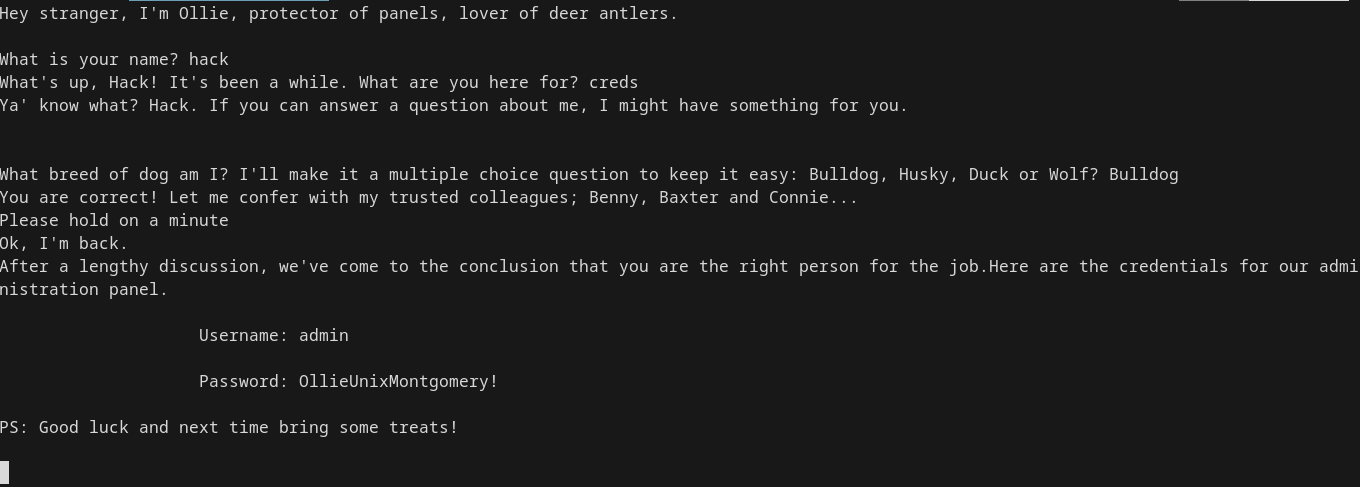 Hey stranger, I'm Ollie, protector of panels, lover of deer antlers.
What is your name? hack
What's up, Hack! It's been a while. What are you here for? creds
Ya' know what? Hack. If you can answer a question about me, I might have something for you.
What breed of dog am I? I'll make it a multiple choice question to keep it easy: Bulldog, Husky, Duck or Wolf? Bulldog
You are correct! Let me confer with my trusted colleagues; Benny, Baxter and Connie...
Please hold on a minute
Ok, I'm back.
After a lengthy discussion, we've come to the conclusion that you are the right person for the job.Here are the credentials for our admi
nistration panel.
Username: admin
Password: OllieUnixMontgomery!
PS: Good luck and next time bring some treats!